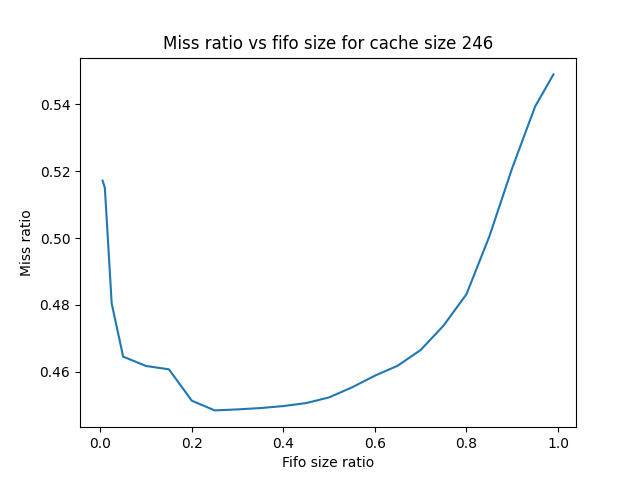 Miss ratio vs fifo size for cache size 246
0.54
0.52
0.50
0.48
0.46
Miss ratio
0.0 0.2 0.4 0.6 0.8 1.0
Fifo size ratio